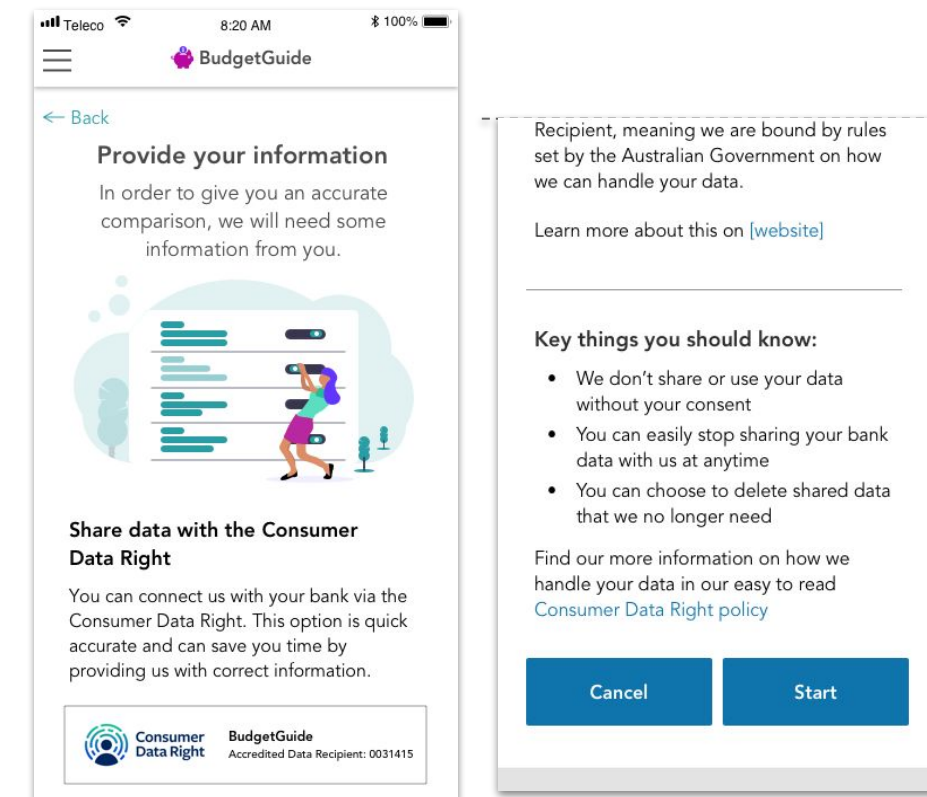 Teleco 8:20 AM 100%
BudgetGuide
← Back
Provide your information
In order to give you an accurate
comparison, we will need some
information from you.
Share data with the Consumer
Data Right
You can connect us with your bank via the
Consumer Data Right. This option is quick
accurate and can save you time by
providing us with correct information.
Consumer
Data Right
BudgetGuide
Accredited Data Recipient: 0031415
Recipient, meaning we are bound by rules
set by the Australian Government on how
we can handle your data.
Learn more about this on [website]
Key things you should know:
• We don't share or use your data
without your consent
• You can easily stop sharing your bank
data with us at anytime
• You can choose to delete shared data
that we no longer need
Find our more information on how we
handle your data in our easy to read
Consumer Data Right policy
Cancel Start